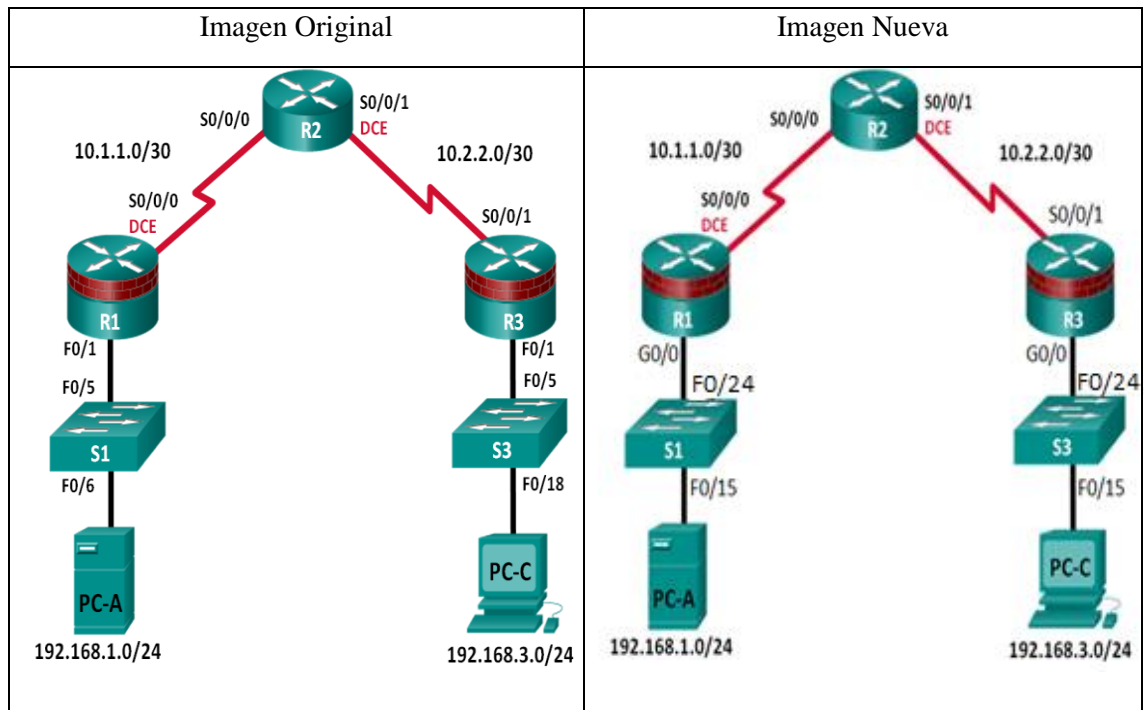 Imagen Original
R2
S0/0/0
S0/0/1
DCE
10.1.1.0/30
10.2.2.0/30
S0/0/0
DCE
S0/0/1
R1
R3
F0/1
F0/1
F0/5
F0/5
S1
S3
F0/6
F0/18
PC-A
PC-C
192.168.1.0/24
192.168.3.0/24
Imagen Nueva
R2
S0/0/0
S0/0/1
DCE
10.1.1.0/30
10.2.2.0/30
S0/0/0
DCE
S0/0/1
R1
R3
G0/0
G0/0
F0/24
F0/24
S1
S3
F0/15
F0/15
PC-A
PC-C
192.168.1.0/24
192.168.3.0/24